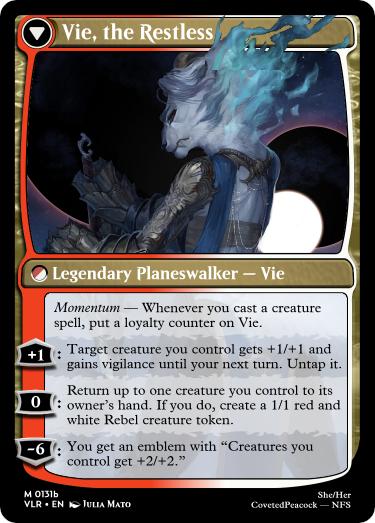 Vie, the Restless
Legendary Planeswalker — Vie
Momentum — Whenever you cast a creature
spell, put a loyalty counter on Vie.
+1: Target creature you control gets +1/+1 and
gains vigilance until your next turn. Untap it.
0: Return up to one creature you control to its
owner's hand. If you do, create a 1/1 red and
white Rebel creature token.
-6: You get an emblem with “Creatures you
control get +2/+2.”
M 0131b
VLR • EN Julia Mato
She/Her
CovetedPeacock — NFS